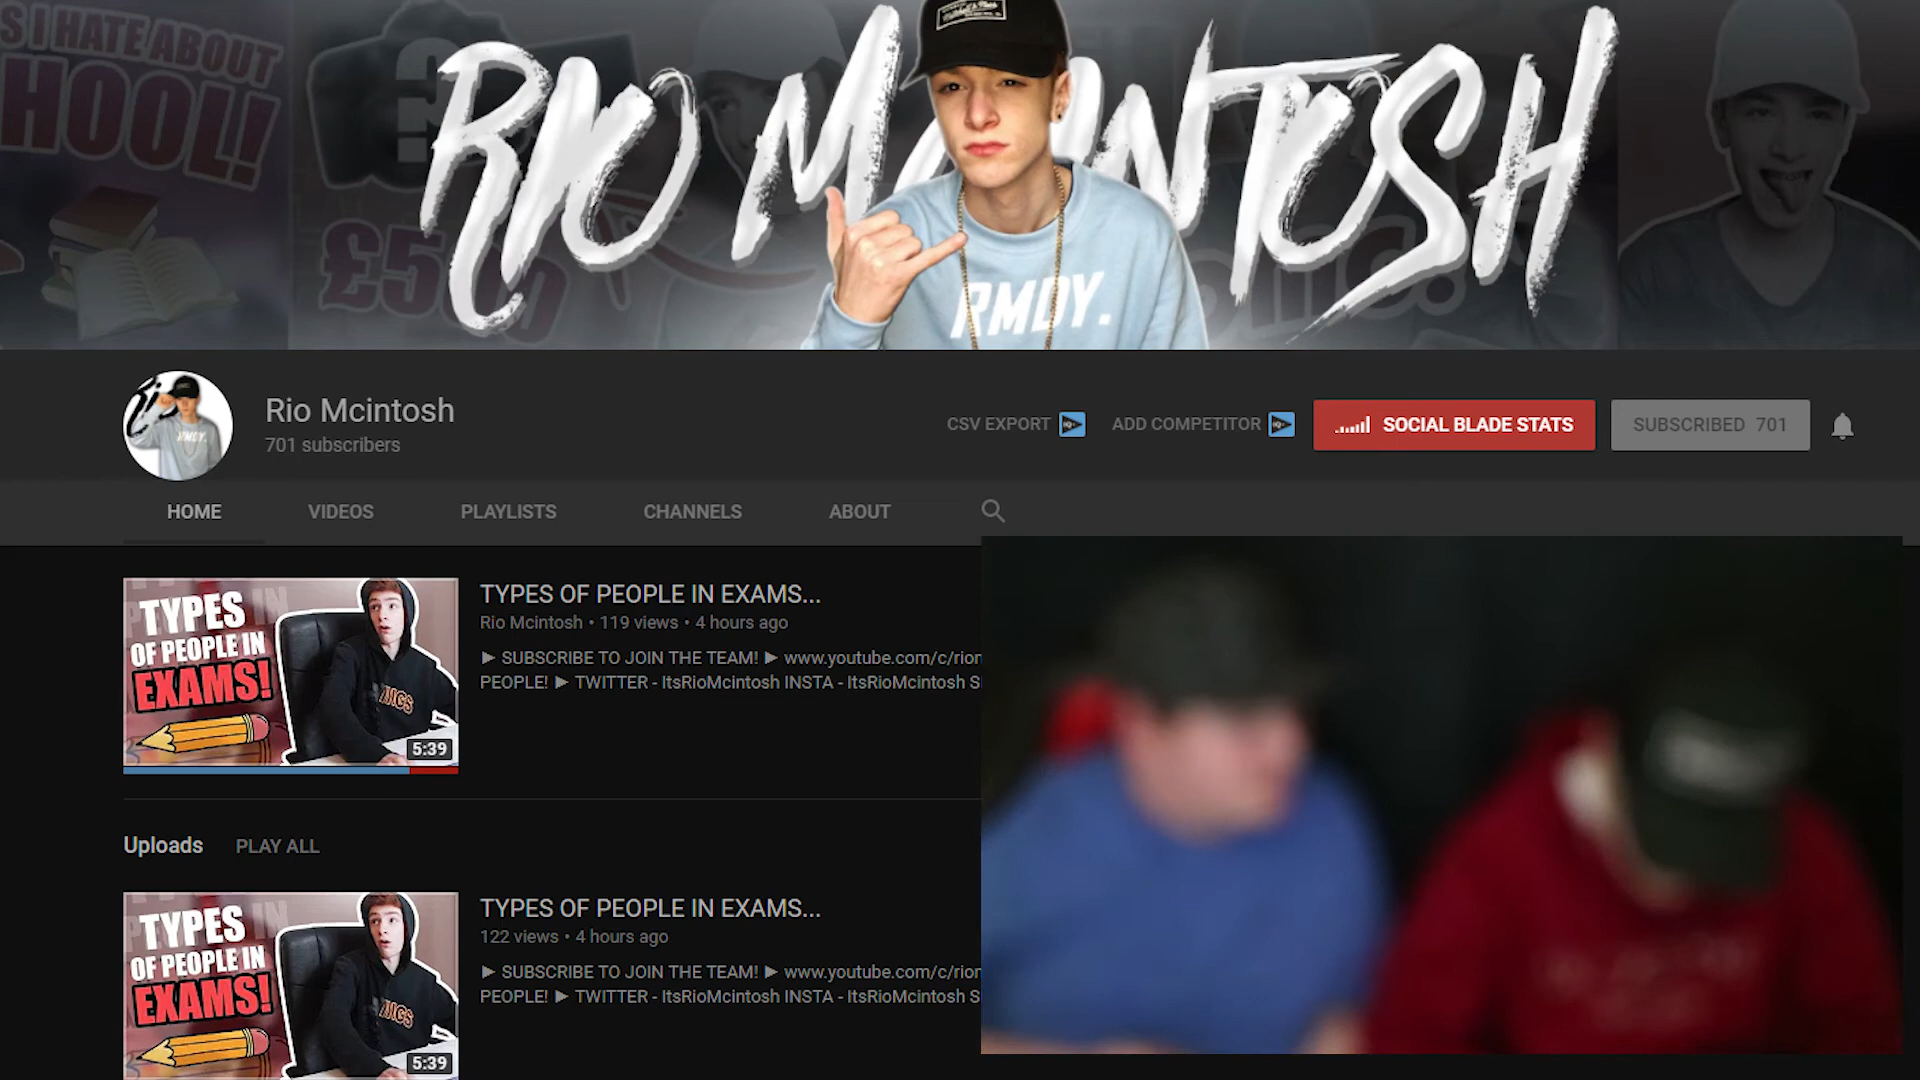 S I HATE ABOUT
HOOL!
£500
RIO MCINTOSH
RMDY.
Rio Mcintosh
701 subscribers
CSV EXPORT
ADD COMPETITOR
SOCIAL BLADE STATS
SUBSCRIBED 701
HOME
VIDEOS
PLAYLISTS
CHANNELS
ABOUT
TYPES
OF PEOPLE IN
EXAMS!
5:39
TYPES OF PEOPLE IN EXAMS...
Rio Mcintosh • 119 views • 4 hours ago
▶ SUBSCRIBE TO JOIN THE TEAM! ▶ www.youtube.com/c/rion
PEOPLE! ▶ TWITTER - ItsRioMcintosh INSTA - ItsRioMcintosh S
Uploads PLAY ALL
TYPES
OF PEOPLE IN
EXAMS!
5:39
TYPES OF PEOPLE IN EXAMS...
122 views • 4 hours ago
▶ SUBSCRIBE TO JOIN THE TEAM! ▶ www.youtube.com/c/rion
PEOPLE! ▶ TWITTER - ItsRioMcintosh INSTA - ItsRioMcintosh S